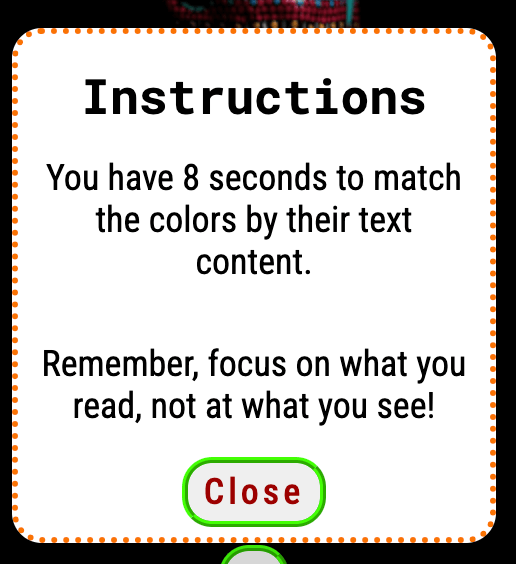 Instructions
You have 8 seconds to match
the colors by their text
content.
Remember, focus on what you
read, not at what you see!
Close